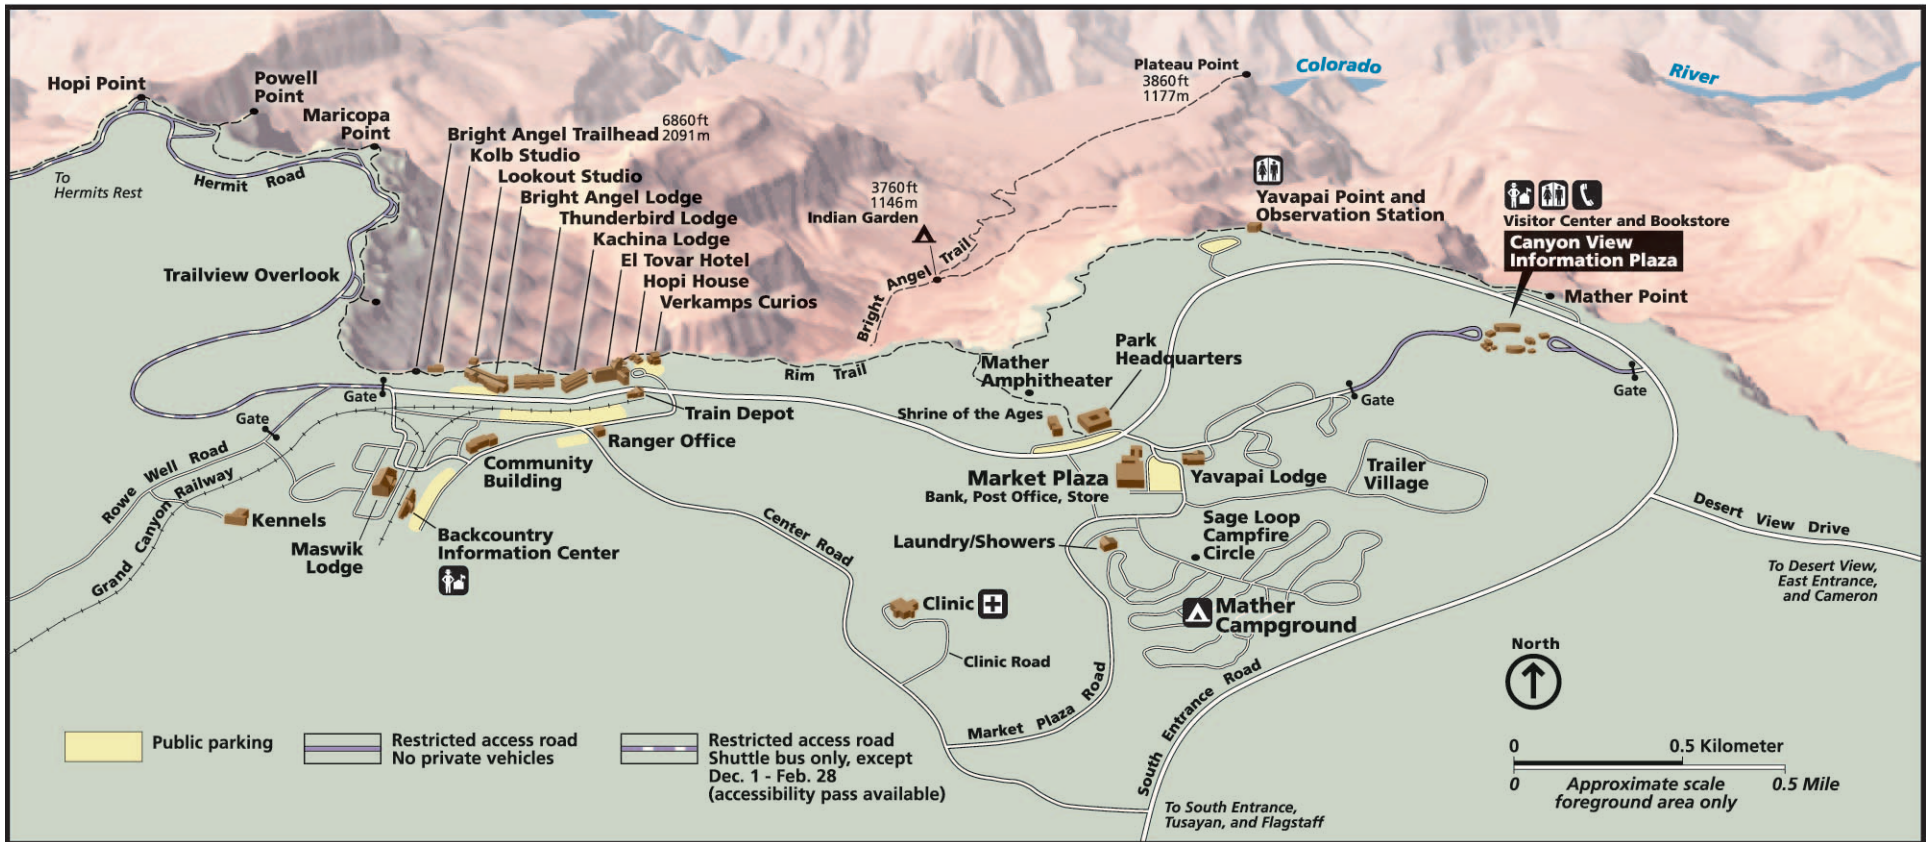 Hopi Point
Powell
Point
Maricopa
Point
To
Hermits Rest
Hermit Road
Trailview Overlook
Bright Angel Trailhead
6860 ft
2091 m
Kolb Studio
Lookout Studio
Bright Angel Lodge
Thunderbird Lodge
Kachina Lodge
El Tovar Hotel
Hopi House
Verkamps Curios
3760 ft
1146 m
Indian Garden
Bright Angel Trail
Plateau Point
3860 ft
1177 m
Colorado
River
Yavapai Point and
Observation Station
Visitor Center and Bookstore
Canyon View
Information Plaza
Mather Point
Rim Trail
Mather
Amphitheater
Park
Headquarters
Shrine of the Ages
Gate
Gate
Gate
Gate
Train Depot
Ranger Office
Community
Building
Rowe Well Road
Grand Canyon Railway
Kennels
Maswik
Lodge
Backcountry
Information Center
Center Road
Market Plaza
Bank, Post Office, Store
Yavapai Lodge
Trailer
Village
Desert View Drive
To Desert View,
East Entrance,
and Cameron
Laundry/Showers
Sage Loop
Campfire
Circle
Clinic
Clinic Road
Mather
Campground
Market Plaza Road
South Entrance Road
To South Entrance,
Tusayan, and Flagstaff
North
0 0.5 Kilometer
0 0.5 Mile
Approximate scale
foreground area only
Public parking
Restricted access road
No private vehicles
Restricted access road
Shuttle bus only, except
Dec. 1 - Feb. 28
(accessibility pass available)